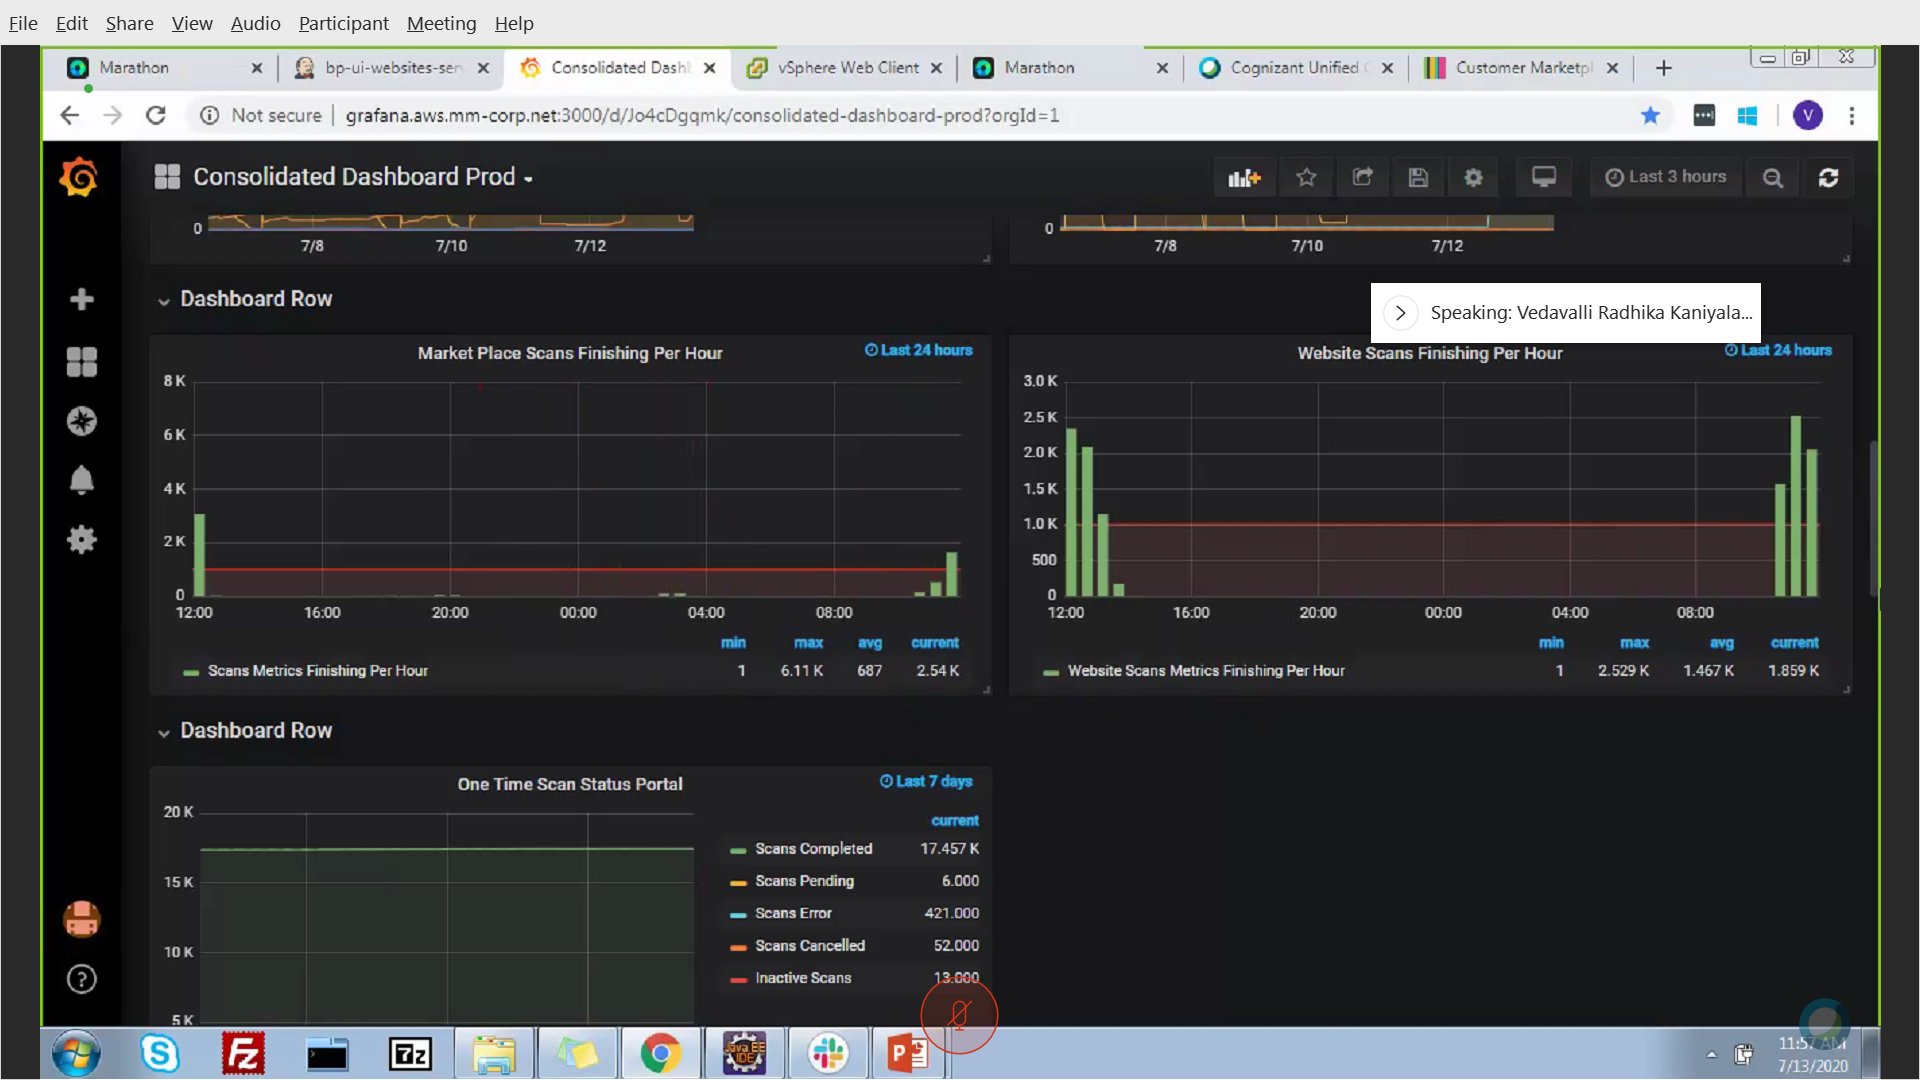 File Edit Share View Audio Participant Meeting Help
Marathon bp-ui-websites-ser Consolidated Dashb vSphere Web Client Marathon Cognizant Unified Customer Marketpl
Not secure | grafana.aws.mm-corp.net:3000/d/Jo4cDgqmk/consolidated-dashboard-prod?orgId=1 V
Consolidated Dashboard Prod Last 3 hours
0 0
7/8 7/10 7/12 7/8 7/10 7/12
Dashboard Row
Speaking: Vedavalli Radhika Kaniyala...
Market Place Scans Finishing Per Hour Last 24 hours
8 K
6 K
4 K
2 K
0
12:00 16:00 20:00 00:00 04:00 08:00
min max avg current
Scans Metrics Finishing Per Hour 1 6.11 K 687 2.54 K
Website Scans Finishing Per Hour Last 24 hours
3.0 K
2.5 K
2.0 K
1.5 K
1.0 K
500
0
12:00 16:00 20:00 00:00 04:00 08:00
min max avg current
Website Scans Metrics Finishing Per Hour 1 2.529 K 1.467 K 1.859 K
Dashboard Row
One Time Scan Status Portal Last 7 days
20 K
15 K
10 K
5 K
current
Scans Completed 17.457 K
Scans Pending 6.000
Scans Error 421.000
Scans Cancelled 52.000
Inactive Scans 13.000
7z Java EE IDE
11:57 AM
7/13/2020